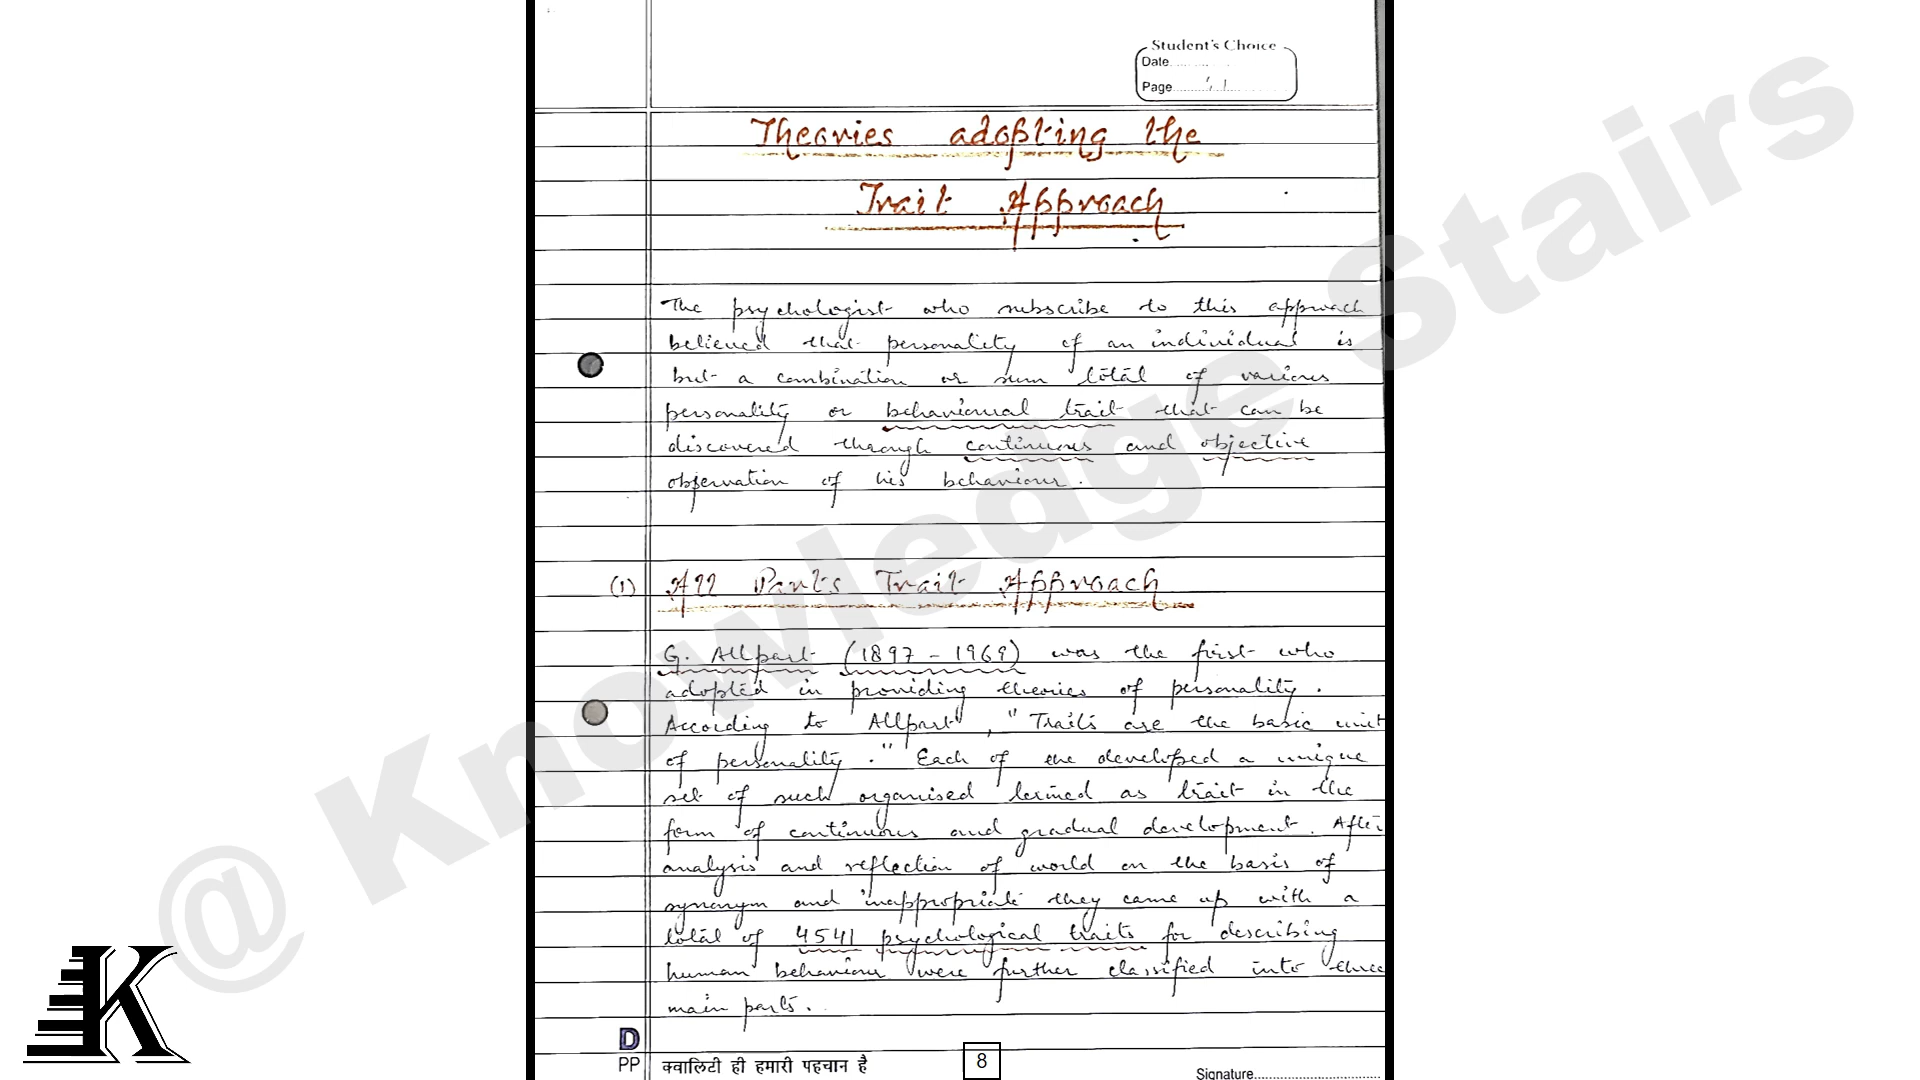 Student's Choice
Date
Page
Theories adopting the
Trait Approach
The psychologist who subscribe to this approach
believed that personality of an individual is
but a combination or sum total of various
personality or behavioural trait that can be
discovered through continuous and objective
observation of his behaviour.
(1) All Parts Trait Approach
G. Allpart (1897 - 1969) was the first who
adopted in providing theories of personality.
According to Allpart, "Traits are the basic unit
of personality." Each of the developed a unique
set of such organised termed as trait in the
form of continuous and gradual development. After
analysis and reflection of world on the basis of
synonym and inappropriate they came up with a
total of 4541 psychological traits for describing
human behaviour were further classified into three
main parts.
D
PP क्वालिटी ही हमारी पहचान है
8
Signature
@ Knowledge Stairs
K